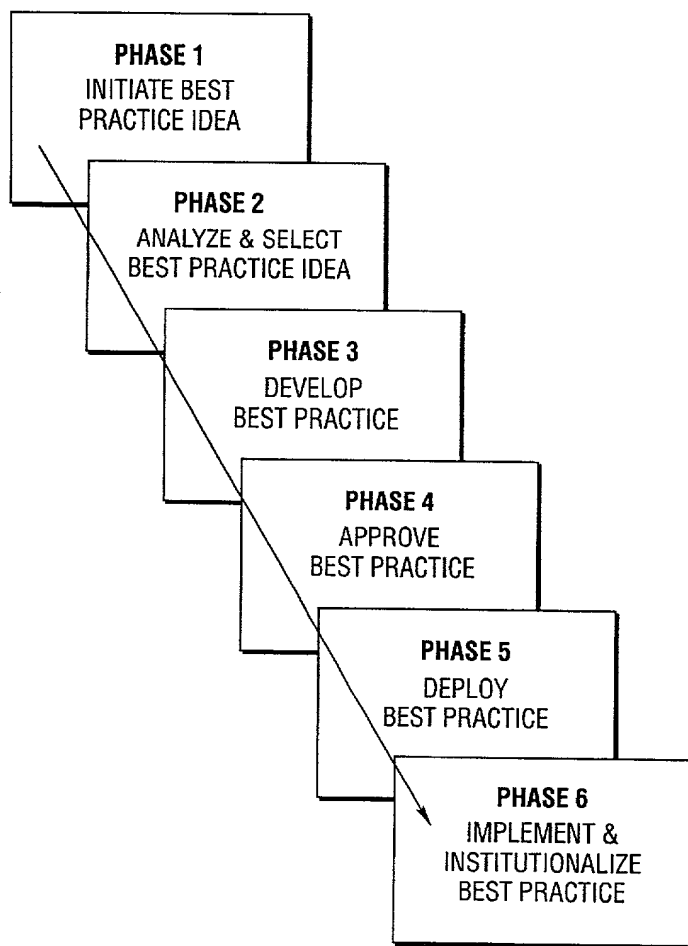 PHASE 1
INITIATE BEST
PRACTICE IDEA
PHASE 2
ANALYZE & SELECT
BEST PRACTICE IDEA
PHASE 3
DEVELOP
BEST PRACTICE
PHASE 4
APPROVE
BEST PRACTICE
PHASE 5
DEPLOY
BEST PRACTICE
PHASE 6
IMPLEMENT &
INSTITUTIONALIZE
BEST PRACTICE